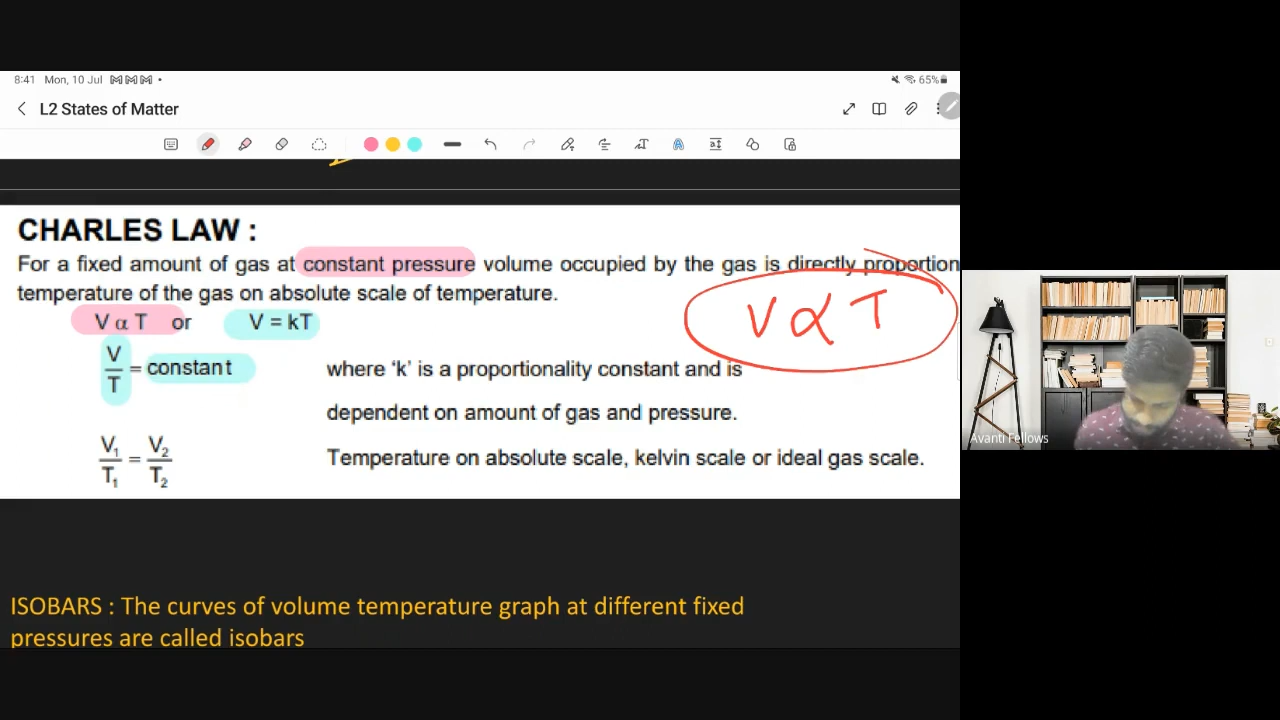 8:41 Mon, 10 Jul 65%
L2 States of Matter
CHARLES LAW :
For a fixed amount of gas at constant pressure volume occupied by the gas is directly proportion
temperature of the gas on absolute scale of temperature.
V α T or V = kT
V ∝ T
V/T = constant
where ‘k’ is a proportionality constant and is
dependent on amount of gas and pressure.
V₁/T₁ = V₂/T₂
Temperature on absolute scale, kelvin scale or ideal gas scale.
ISOBARS : The curves of volume temperature graph at different fixed
pressures are called isobars
Avanti Fellows